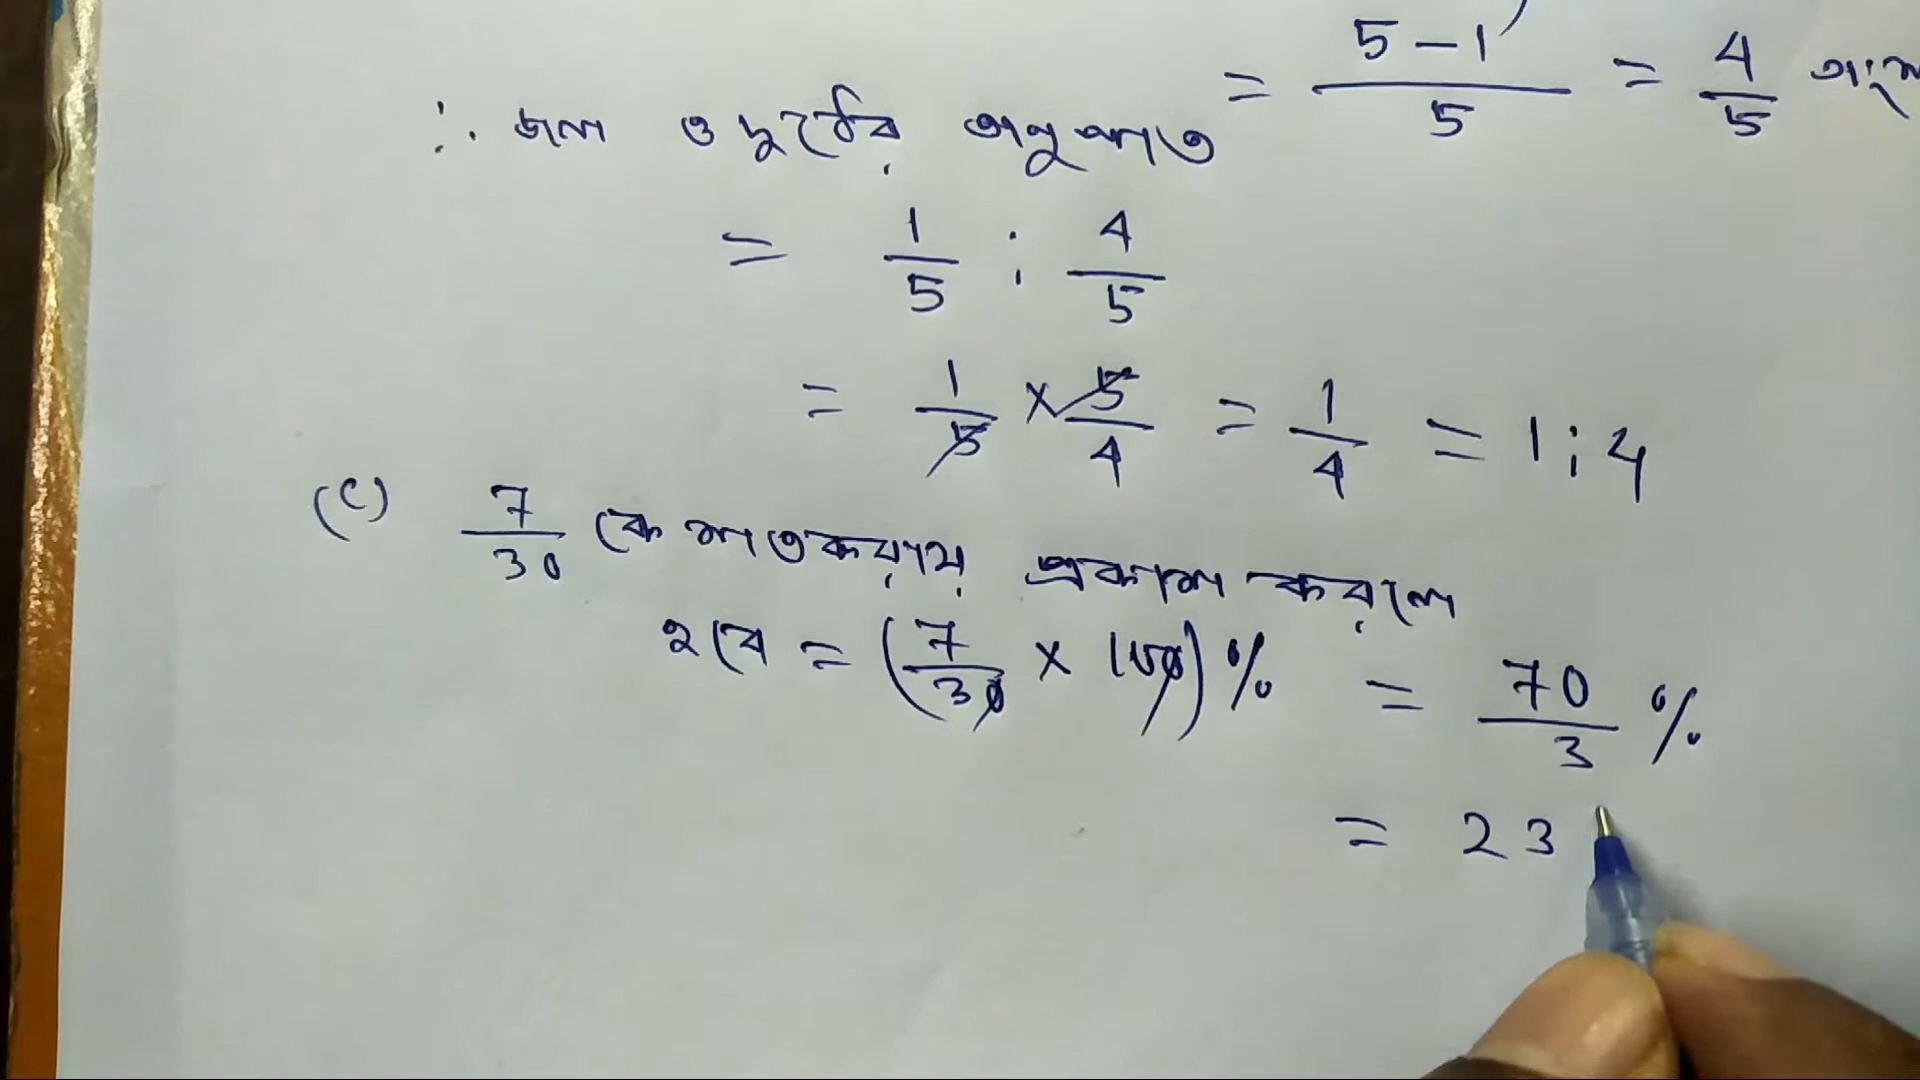 = (5 - 1) / 5 = 4/5 অংশ
∴ জল ও দুধের অনুপাত
= 1/5 : 4/5
= 1/5 × 5/4 = 1/4 = 1:4
(c) 7/30 কে শতকরায় প্রকাশ করলে
হবে = (7/30 × 100)% = 70/3 %
= 23